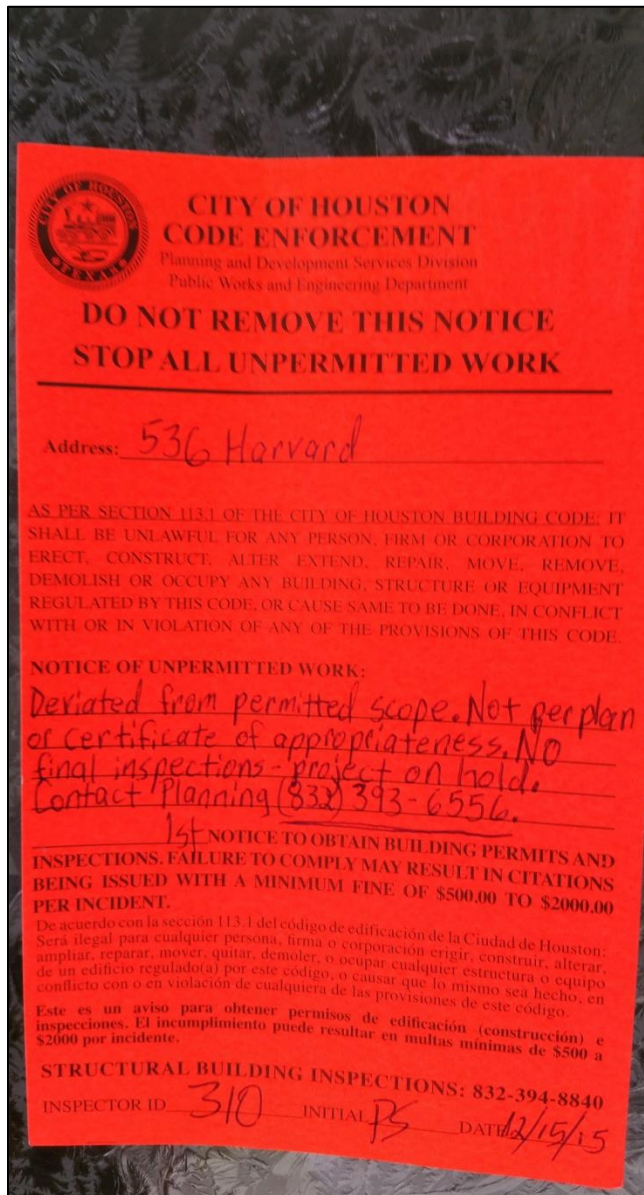 CITY OF HOUSTON
TEXAS
CITY OF HOUSTON
CODE ENFORCEMENT
Planning and Development Services Division
Public Works and Engineering Department
DO NOT REMOVE THIS NOTICE
STOP ALL UNPERMITTED WORK
Address: 536 Harvard
AS PER SECTION 113.1 OF THE CITY OF HOUSTON BUILDING CODE: IT
SHALL BE UNLAWFUL FOR ANY PERSON, FIRM OR CORPORATION TO
ERECT, CONSTRUCT, ALTER EXTEND, REPAIR, MOVE, REMOVE,
DEMOLISH OR OCCUPY ANY BUILDING, STRUCTURE OR EQUIPMENT
REGULATED BY THIS CODE, OR CAUSE SAME TO BE DONE, IN CONFLICT
WITH OR IN VIOLATION OF ANY OF THE PROVISIONS OF THIS CODE.
NOTICE OF UNPERMITTED WORK:
Deviated from permitted scope. Not per plan
or certificate of appropriateness. NO
final inspections - project on hold.
Contact Planning (832) 393-6556.
1st NOTICE TO OBTAIN BUILDING PERMITS AND
INSPECTIONS. FAILURE TO COMPLY MAY RESULT IN CITATIONS
BEING ISSUED WITH A MINIMUM FINE OF $500.00 TO $2000.00
PER INCIDENT.
De acuerdo con la sección 113.1 del código de edificación de la Ciudad de Houston:
Será ilegal para cualquier persona, firma o corporación erigir, construir, alterar,
ampliar, reparar, mover, quitar, demoler, o ocupar cualquier estructura o equipo
de un edificio regulado(a) por este código, o causar que lo mismo sea hecho, en
conflicto con o en violación de cualquiera de las provisiones de este código.
Este es un aviso para obtener permisos de edificación (construcción) e
inspecciones. El incumplimiento puede resultar en multas mínimas de $500 a
$2000 por incidente.
STRUCTURAL BUILDING INSPECTIONS: 832-394-8840
INSPECTOR ID 310 INITIAL PS DATE 12/15/15